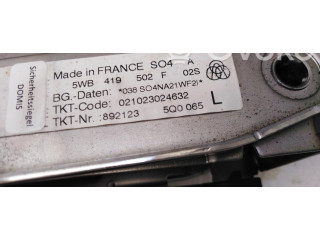 Made in FRANCE SO4 A
5WB 419 502 F 02S
BG.-Daten: *038 SO4NA21WF2I*
TKT-Code: 021023024632
TKT-Nr.: 892123 5Q0 065 L
Sicherheitssiegel
DOMI5